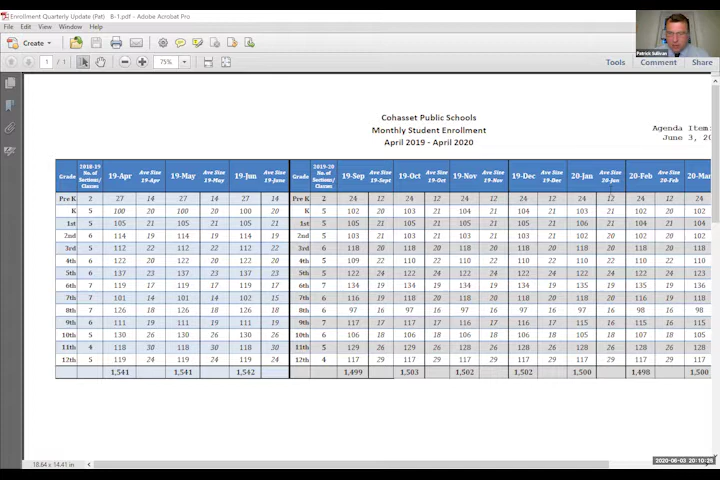 Enrollment Quarterly Update (Pat) B-1.pdf - Adobe Acrobat Pro
File Edit View Window Help
Create
1 / 1 75% Tools Comment Share
Patrick Sullivan
Cohasset Public Schools
Monthly Student Enrollment
April 2019 - April 2020
Agenda Item:
June 3, 20
Grade 2018-19 No. of Sections/Classes 19-Apr Ave Size 19-Apr 19-May Ave Size 19-May 19-Jun Ave Size 19-June Grade 2019-20 No. of Sections/Classes 19-Sep Ave Size 19-Sept 19-Oct Ave Size 19-Oct 19-Nov Ave Size 19-Nov 19-Dec Ave Size 19-Dec 20-Jan Ave Size 20-Jan 20-Feb Ave Size 20-Feb 20-Mar
Pre K 2 27 14 27 14 27 14 Pre K 2 24 12 24 12 24 12 24 12 24 12 24 12 24
K 5 100 20 100 20 100 20 K 5 102 20 103 21 104 21 104 21 103 21 102 20 102
1st 5 105 21 105 21 105 21 1st 5 105 21 105 21 105 21 105 21 106 21 104 21 104
2nd 6 114 19 114 19 114 19 2nd 5 103 21 103 21 103 21 103 21 102 20 102 20 102
3rd 5 112 22 112 22 112 22 3rd 6 118 20 118 20 118 20 118 20 118 20 118 20 118
4th 6 122 20 122 20 122 20 4th 5 109 22 110 22 110 22 110 22 110 22 110 22 110
5th 6 137 23 137 23 137 23 5th 5 122 24 122 24 122 24 122 24 122 24 122 24 123
6th 7 119 17 119 17 119 17 6th 7 134 19 134 19 134 19 134 19 135 19 135 19 136
7th 7 101 14 101 14 102 15 7th 6 116 19 118 20 118 20 118 20 118 20 116 19 118
8th 7 126 18 126 18 126 18 8th 6 97 16 97 16 97 16 97 16 97 16 98 16 98
9th 6 111 19 111 19 111 19 9th 7 117 17 117 17 116 17 116 17 115 16 115 16 115
10th 5 130 26 130 26 130 26 10th 6 106 18 106 18 106 18 106 18 105 18 107 18 105
11th 4 118 30 118 30 118 30 11th 5 129 26 128 26 128 26 128 26 128 26 128 26 128
12th 5 119 24 119 24 119 24 12th 4 117 29 117 29 117 29 117 29 117 29 117 29 117
1,541 1,541 1,542 1,499 1,503 1,502 1,502 1,500 1,498 1,500
18.64 x 14.41 in